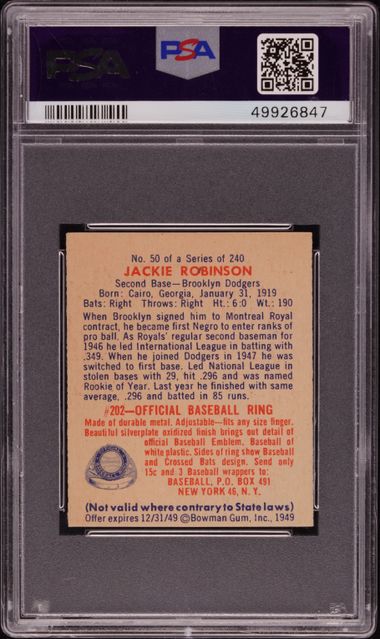 PSA
PSA
49926847
No. 50 of a Series of 240
JACKIE ROBINSON
Second Base—Brooklyn Dodgers
Born: Cairo, Georgia, January 31, 1919
Bats: Right Throws: Right Ht.: 6:0 Wt.: 190
When Brooklyn signed him to Montreal Royal
contract, he became first Negro to enter ranks of
pro ball. As Royals' regular second baseman for
1946 he led International League in batting with
.349. When he joined Dodgers in 1947 he was
switched to first base. Led National League in
stolen bases with 29, hit .296 and was named
Rookie of Year. Last year he finished with same
average, .296 and batted in 85 runs.
#202—OFFICIAL BASEBALL RING
Made of durable metal. Adjustable—fits any size finger.
Beautiful silverplate oxidized finish brings out detail of
official Baseball Emblem. Baseball of
white plastic. Sides of ring show Baseball
and Crossed Bats design. Send only
15c and 3 Baseball wrappers to:
BASEBALL, P.O. BOX 491
NEW YORK 46, N. Y.
(Not valid where contrary to State laws)
Offer expires 12/31/49 ©Bowman Gum, Inc., 1949